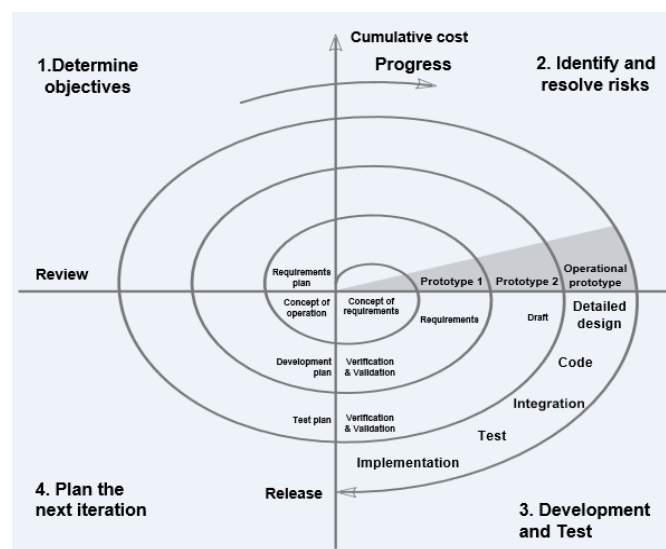 Cumulative cost
Progress
1.Determine
objectives
2. Identify and
resolve risks
Review
Requirements
plan
Prototype 1
Prototype 2
Operational
prototype
Concept of
operation
Concept of
requirements
Requirements
Draft
Detailed
design
Development
plan
Verification
& Validation
Code
Integration
Test plan
Verification
& Validation
Test
Implementation
Release
4. Plan the
next iteration
3. Development
and Test